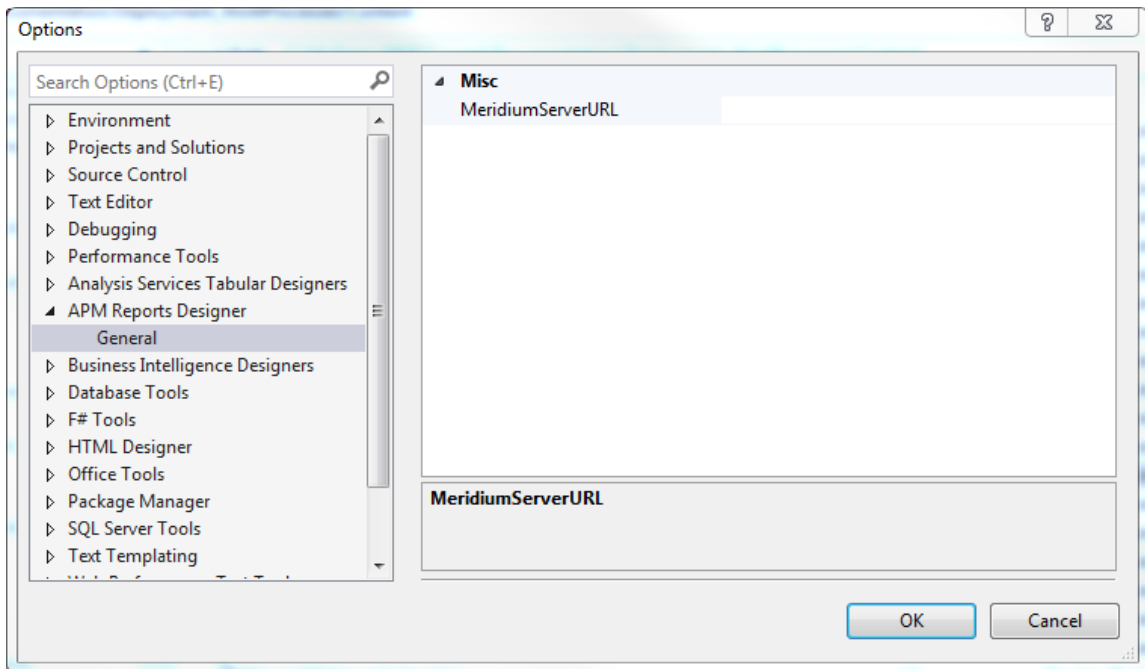 Options
Search Options (Ctrl+E)
Environment
Projects and Solutions
Source Control
Text Editor
Debugging
Performance Tools
Analysis Services Tabular Designers
APM Reports Designer
General
Business Intelligence Designers
Database Tools
F# Tools
HTML Designer
Office Tools
Package Manager
SQL Server Tools
Text Templating
Misc
MeridiumServerURL
MeridiumServerURL
OK
Cancel